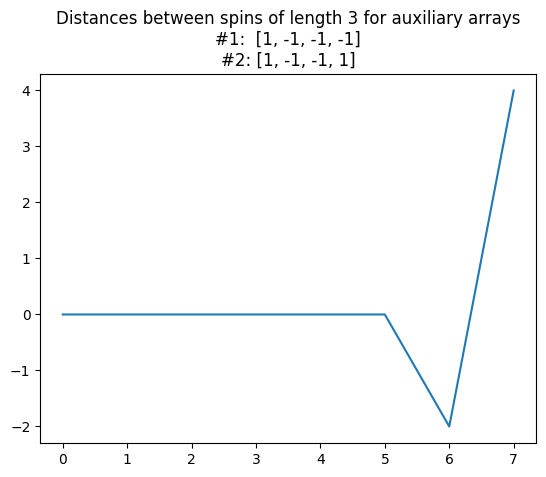 Distances between spins of length 3 for auxiliary arrays
#1:  [1, -1, -1, -1]
#2: [1, -1, -1, 1]
4
3
2
1
0
−1
−2
0 1 2 3 4 5 6 7